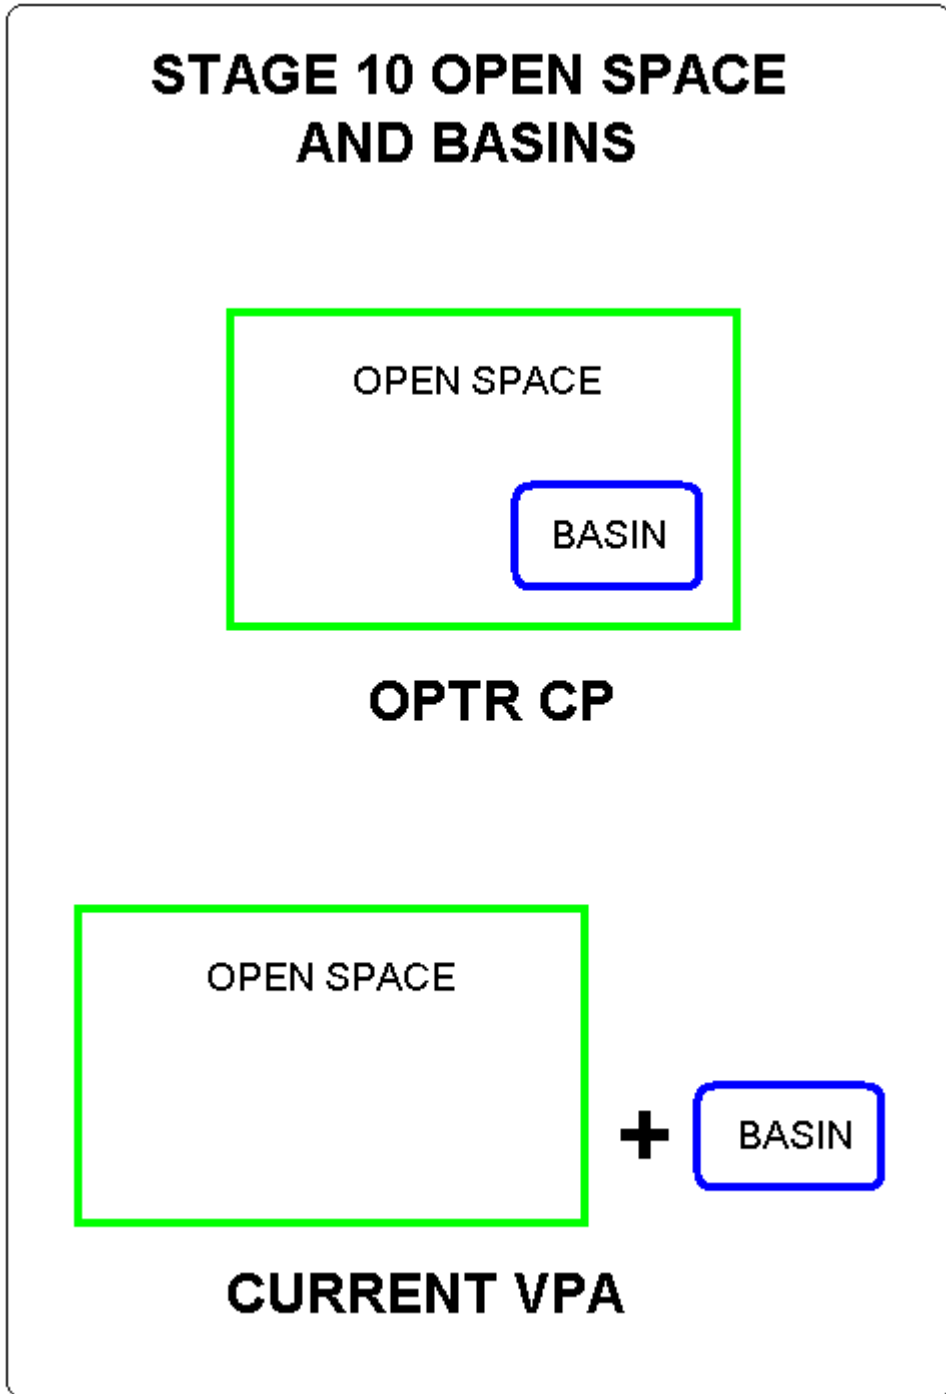 STAGE 10 OPEN SPACE
AND BASINS
OPEN SPACE
BASIN
OPTR CP
OPEN SPACE
+ BASIN
CURRENT VPA